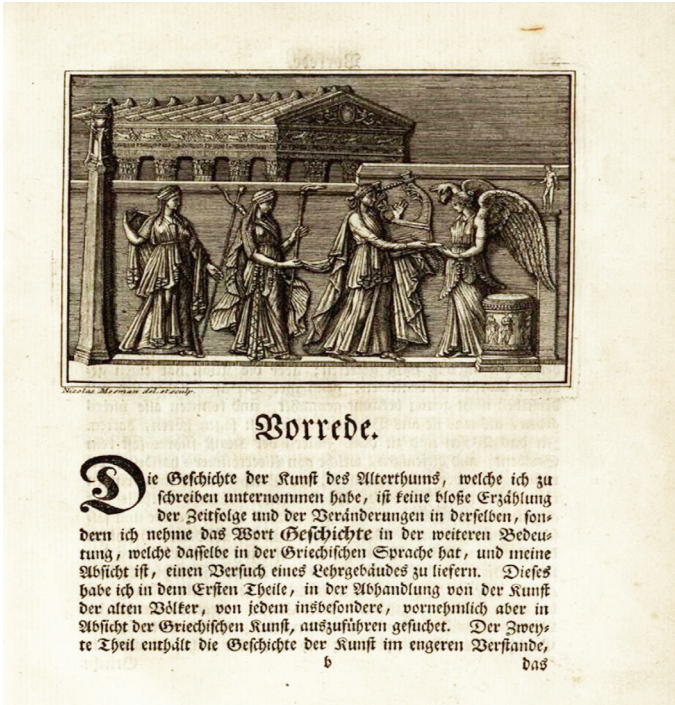 Nicolas Mosman del. et sculp.
Vorrede.
Die Geschichte der Kunst des Alterthums, welche ich zu
schreiben unternommen habe, ist keine bloße Erzählung
der Zeitfolge und der Veränderungen in derselben, son-
dern ich nehme das Wort Geschichte in der weiteren Bedeu-
tung, welche dasselbe in der Griechischen Sprache hat, und meine
Absicht ist, einen Versuch eines Lehrgebäudes zu liefern. Dieses
habe ich in dem Ersten Theile, in der Abhandlung von der Kunst
der alten Völker, von jedem insbesondere, vornehmlich aber in
Absicht der Griechischen Kunst, auszuführen gesuchet. Der Zwey-
te Theil enthält die Geschichte der Kunst im engeren Verstande,
b das